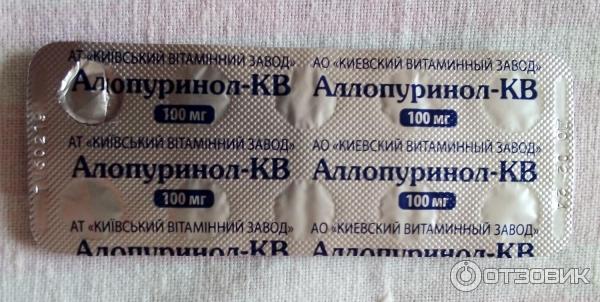 АТ «КИЇВСЬКИЙ ВІТАМІННИЙ ЗАВОД» АО «КИЕВСКИЙ ВИТАМИННЫЙ ЗАВОД»
Алопуринол-КВ Аллопуринол-КВ
100 мг 100 мг
АТ «КИЇВСЬКИЙ ВІТАМІННИЙ ЗАВОД» АО «КИЕВСКИЙ ВИТАМИННЫЙ ЗАВОД»
Алопуринол-КВ Аллопуринол-КВ
100 мг 100 мг
АТ «КИЇВСЬКИЙ ВІТАМІННИЙ ЗАВОД» АО «КИЕВСКИЙ ВИТАМИННЫЙ ЗАВОД»
Алопуринол-КВ Аллопуринол-КВ
ОТЗОВИК